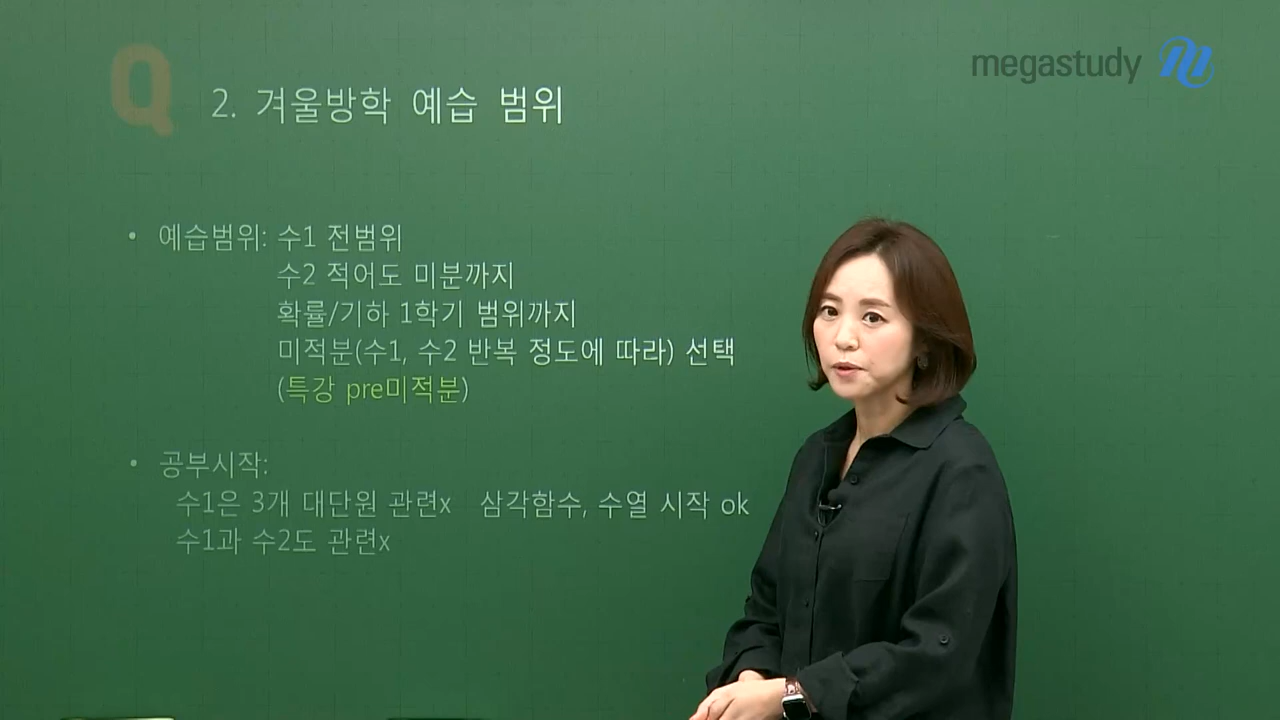 megastudy
Q
2. 겨울방학 예습 범위
• 예습범위: 수1 전범위
수2 적어도 미분까지
확률/기하 1학기 범위까지
미적분(수1, 수2 반복 정도에 따라) 선택
(특강 pre미적분)
• 공부시작:
수1은 3개 대단원 관련x 삼각함수, 수열 시작 ok
수1과 수2도 관련x